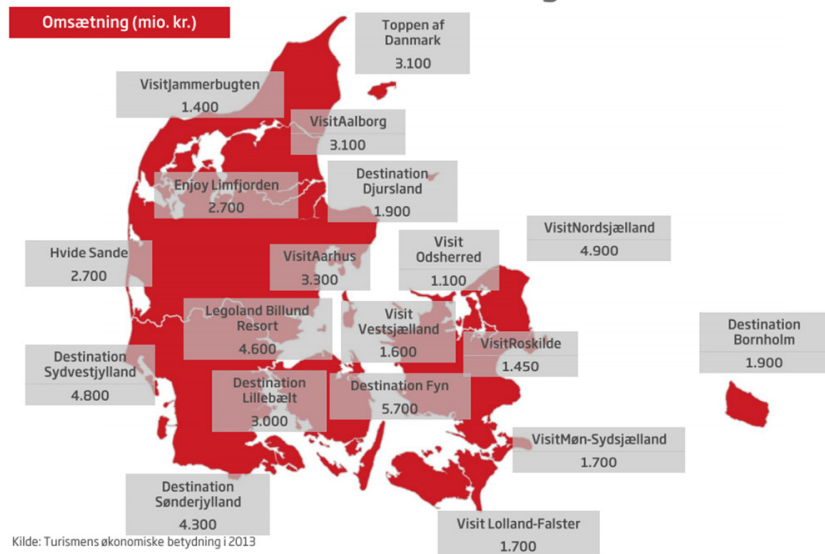 Omsætning (mio. kr.)
Toppen af
Danmark
3.100
VisitJammerbugten
1.400
VisitAalborg
3.100
Enjoy Limfjorden
2.700
Destination
Djursland
1.900
VisitNordsjælland
4.900
Hvide Sande
2.700
VisitAarhus
3.300
Visit
Odsherred
1.100
Legoland Billund
Resort
4.600
Visit
Vestsjælland
1.600
VisitRoskilde
1.450
Destination
Bornholm
1.900
Destination
Sydvestjylland
4.800
Destination
Lillebælt
3.000
Destination Fyn
5.700
VisitMøn-Sydsjælland
1.700
Destination
Sønderjylland
4.300
Visit Lolland-Falster
1.700
Kilde: Turismens økonomiske betydning i 2013